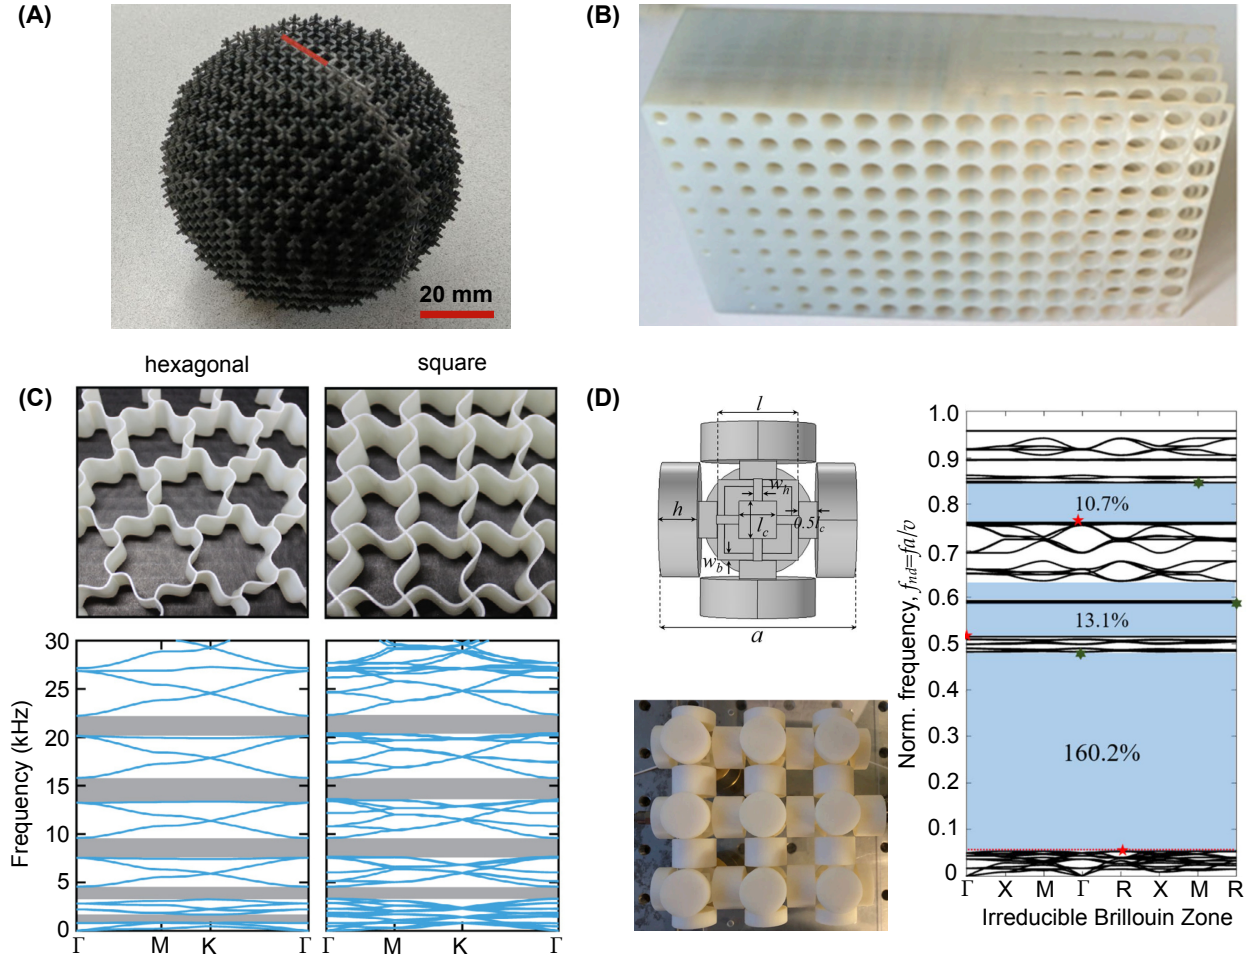 (A)
20 mm
(B)
(C)
hexagonal
square
Frequency (kHz)
30
25
20
15
10
5
0
Γ M K Γ
Γ M K Γ
(D)
l
h
w_h
l_c
0.5l_c
w_b
a
Norm. frequency, f_nd=fa/v
1.0
0.9
0.8
0.7
0.6
0.5
0.4
0.3
0.2
0.1
0
10.7%
13.1%
160.2%
Γ X M Γ R X M R
Irreducible Brillouin Zone